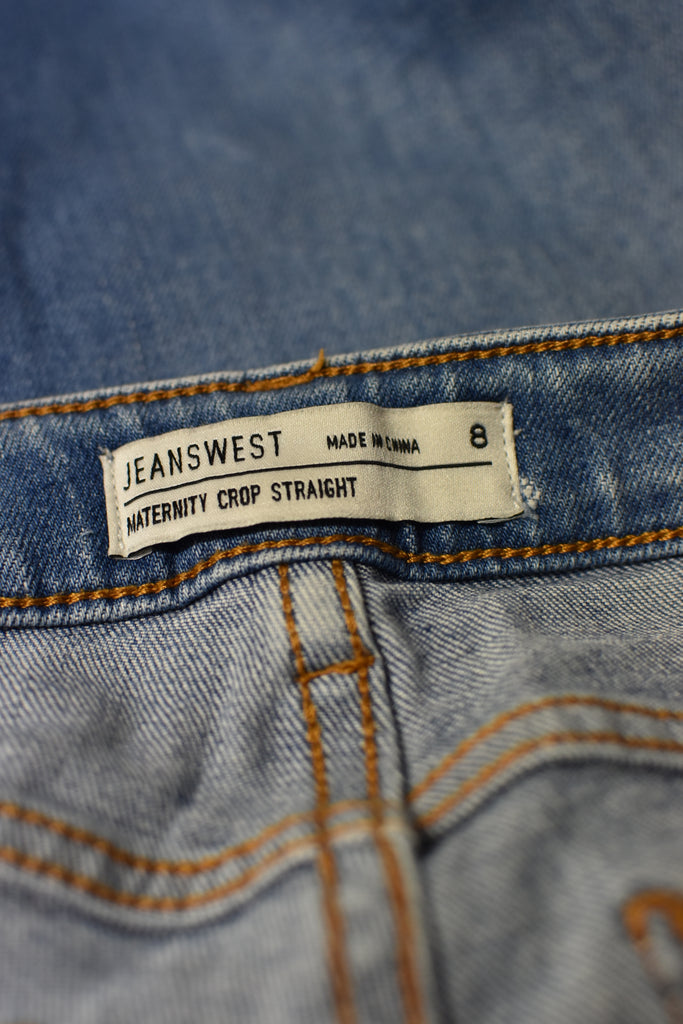 JEANSWEST MADE IN CHINA 8
MATERNITY CROP STRAIGHT